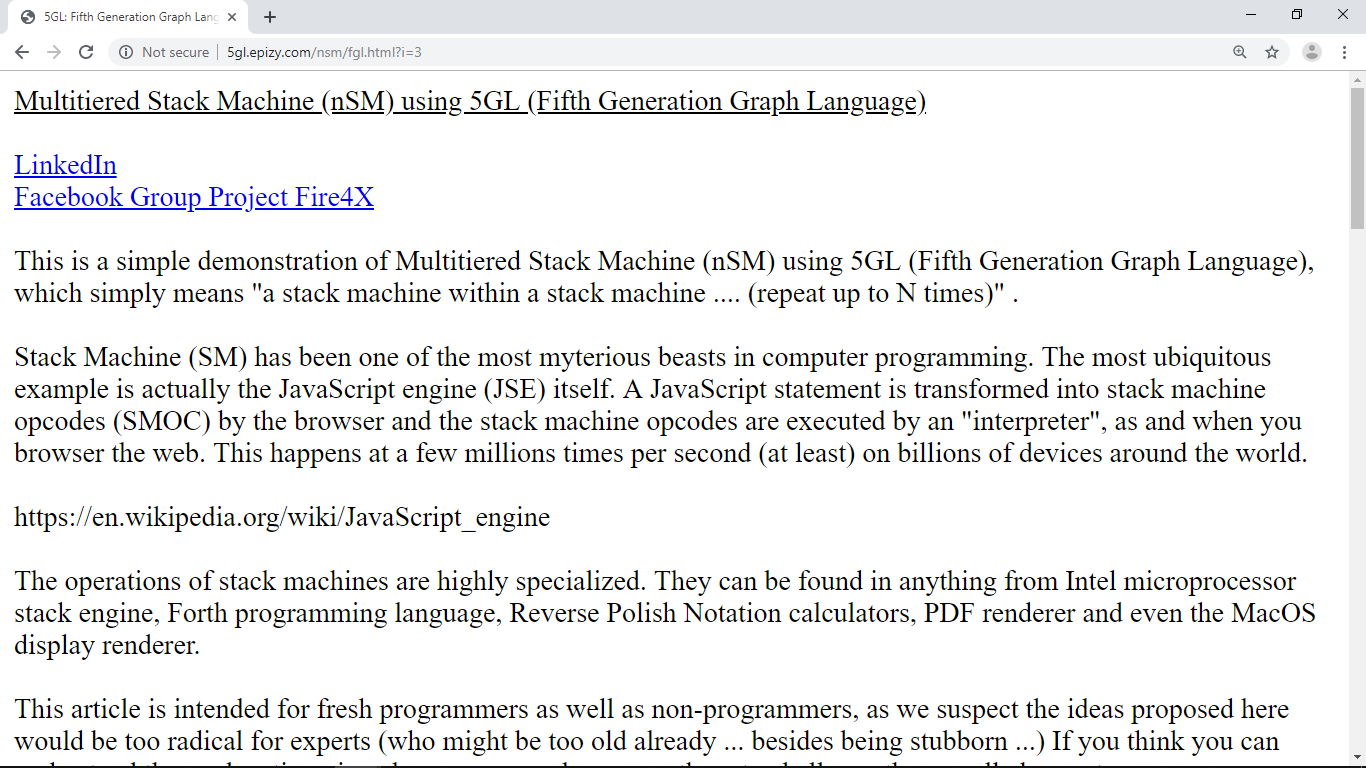 5GL: Fifth Generation Graph Lang
Not secure
5gl.epizy.com/nsm/fgl.html?i=3
Multitiered Stack Machine (nSM) using 5GL (Fifth Generation Graph Language)
LinkedIn
Facebook Group Project Fire4X
This is a simple demonstration of Multitiered Stack Machine (nSM) using 5GL (Fifth Generation Graph Language),
which simply means "a stack machine within a stack machine .... (repeat up to N times)" .
Stack Machine (SM) has been one of the most myterious beasts in computer programming. The most ubiquitous
example is actually the JavaScript engine (JSE) itself. A JavaScript statement is transformed into stack machine
opcodes (SMOC) by the browser and the stack machine opcodes are executed by an "interpreter", as and when you
browser the web. This happens at a few millions times per second (at least) on billions of devices around the world.
https://en.wikipedia.org/wiki/JavaScript_engine
The operations of stack machines are highly specialized. They can be found in anything from Intel microprocessor
stack engine, Forth programming language, Reverse Polish Notation calculators, PDF renderer and even the MacOS
display renderer.
This article is intended for fresh programmers as well as non-programmers, as we suspect the ideas proposed here
would be too radical for experts (who might be too old already ... besides being stubborn ...) If you think you can